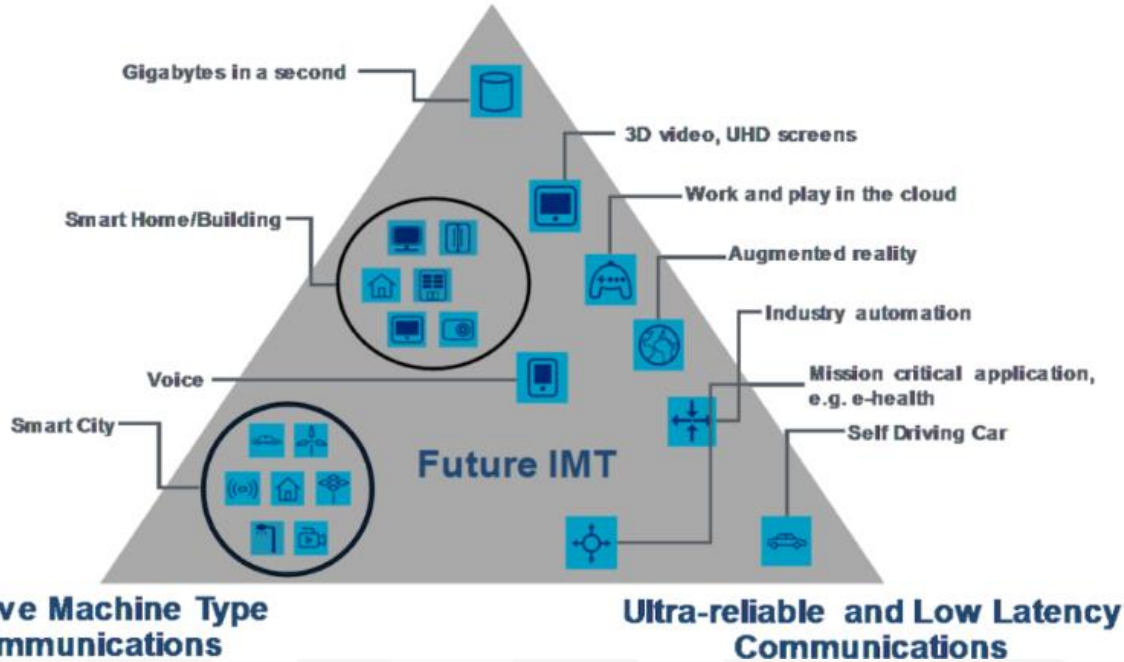 Gigabytes in a second
3D video, UHD screens
Work and play in the cloud
Smart Home/Building
Augmented reality
Industry automation
Voice
Mission critical application,
e.g. e-health
Smart City
Self Driving Car
Future IMT
ve Machine Type
mmunications
Ultra-reliable and Low Latency
Communications